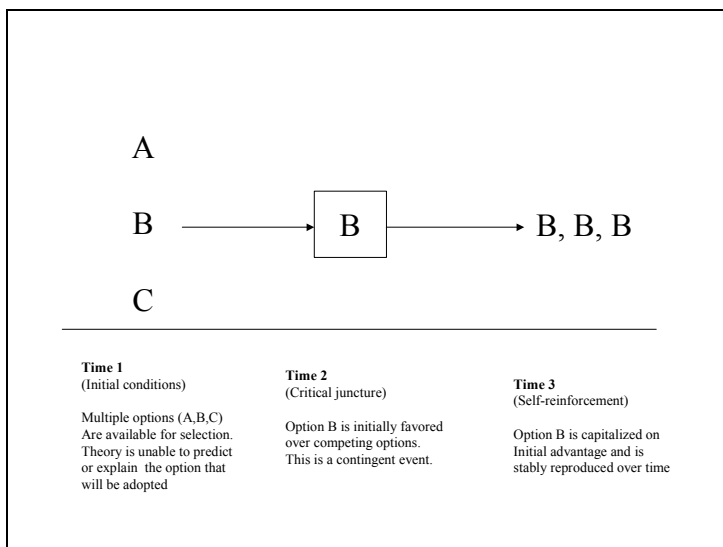 A
B
B
B, B, B
C
Time 1
(Initial conditions)
Multiple options (A,B,C)
Are available for selection.
Theory is unable to predict
or explain the option that
will be adopted
Time 2
(Critical juncture)
Option B is initially favored
over competing options.
This is a contingent event.
Time 3
(Self-reinforcement)
Option B is capitalized on
Initial advantage and is
stably reproduced over time